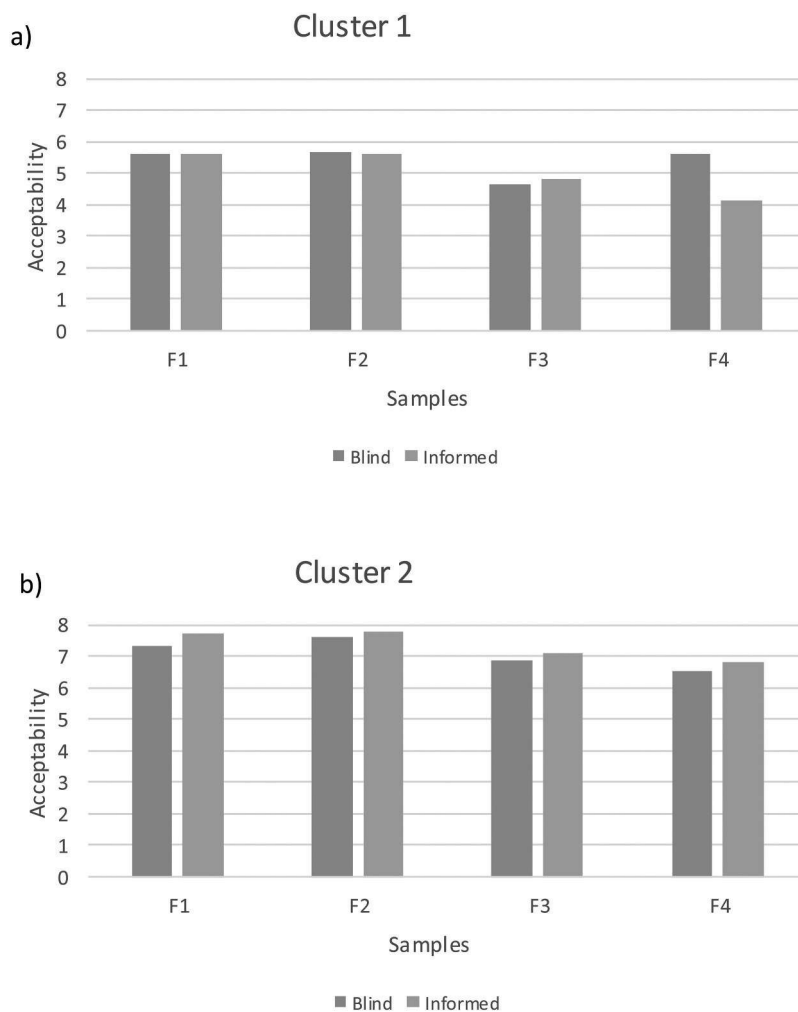 a)
Cluster 1
8
7
6
5
4
3
2
1
0
Acceptability
F1 F2 F3 F4
Samples
Blind Informed
b)
Cluster 2
8
7
6
5
4
3
2
1
0
Acceptability
F1 F2 F3 F4
Samples
Blind Informed